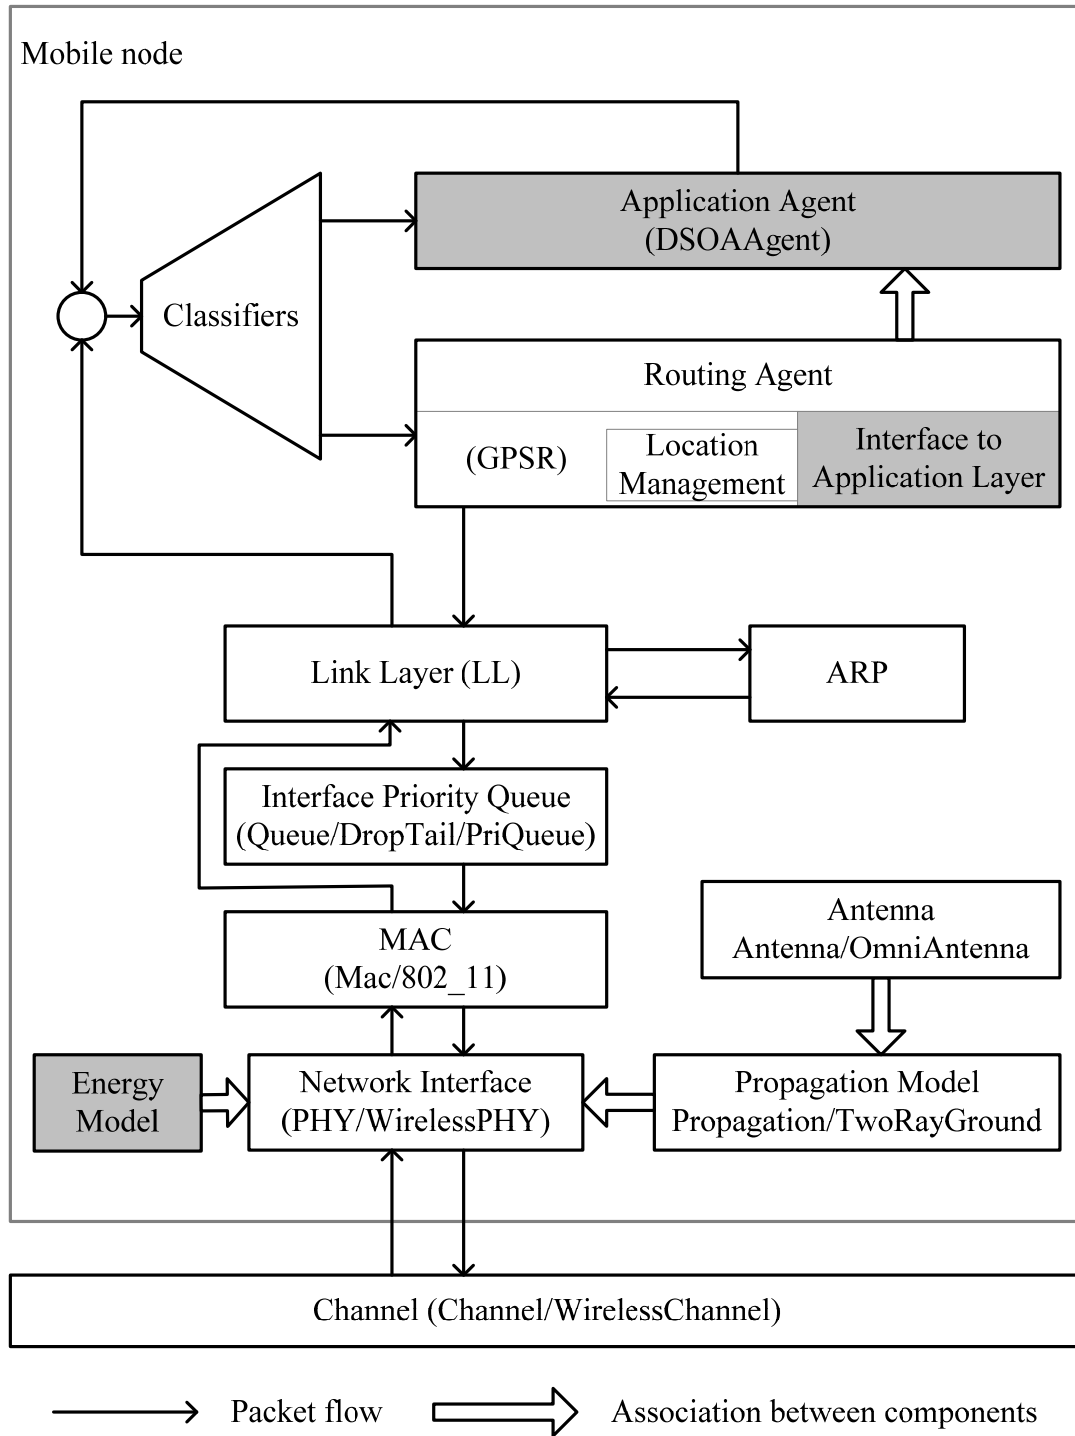 Mobile node
Application Agent
(DSOAAgent)
Classifiers
Routing Agent
(GPSR)
Location
Management
Interface to
Application Layer
Link Layer (LL)
ARP
Interface Priority Queue
(Queue/DropTail/PriQueue)
MAC
(Mac/802_11)
Antenna
Antenna/OmniAntenna
Energy
Model
Network Interface
(PHY/WirelessPHY)
Propagation Model
Propagation/TwoRayGround
Channel (Channel/WirelessChannel)
Packet flow
Association between components